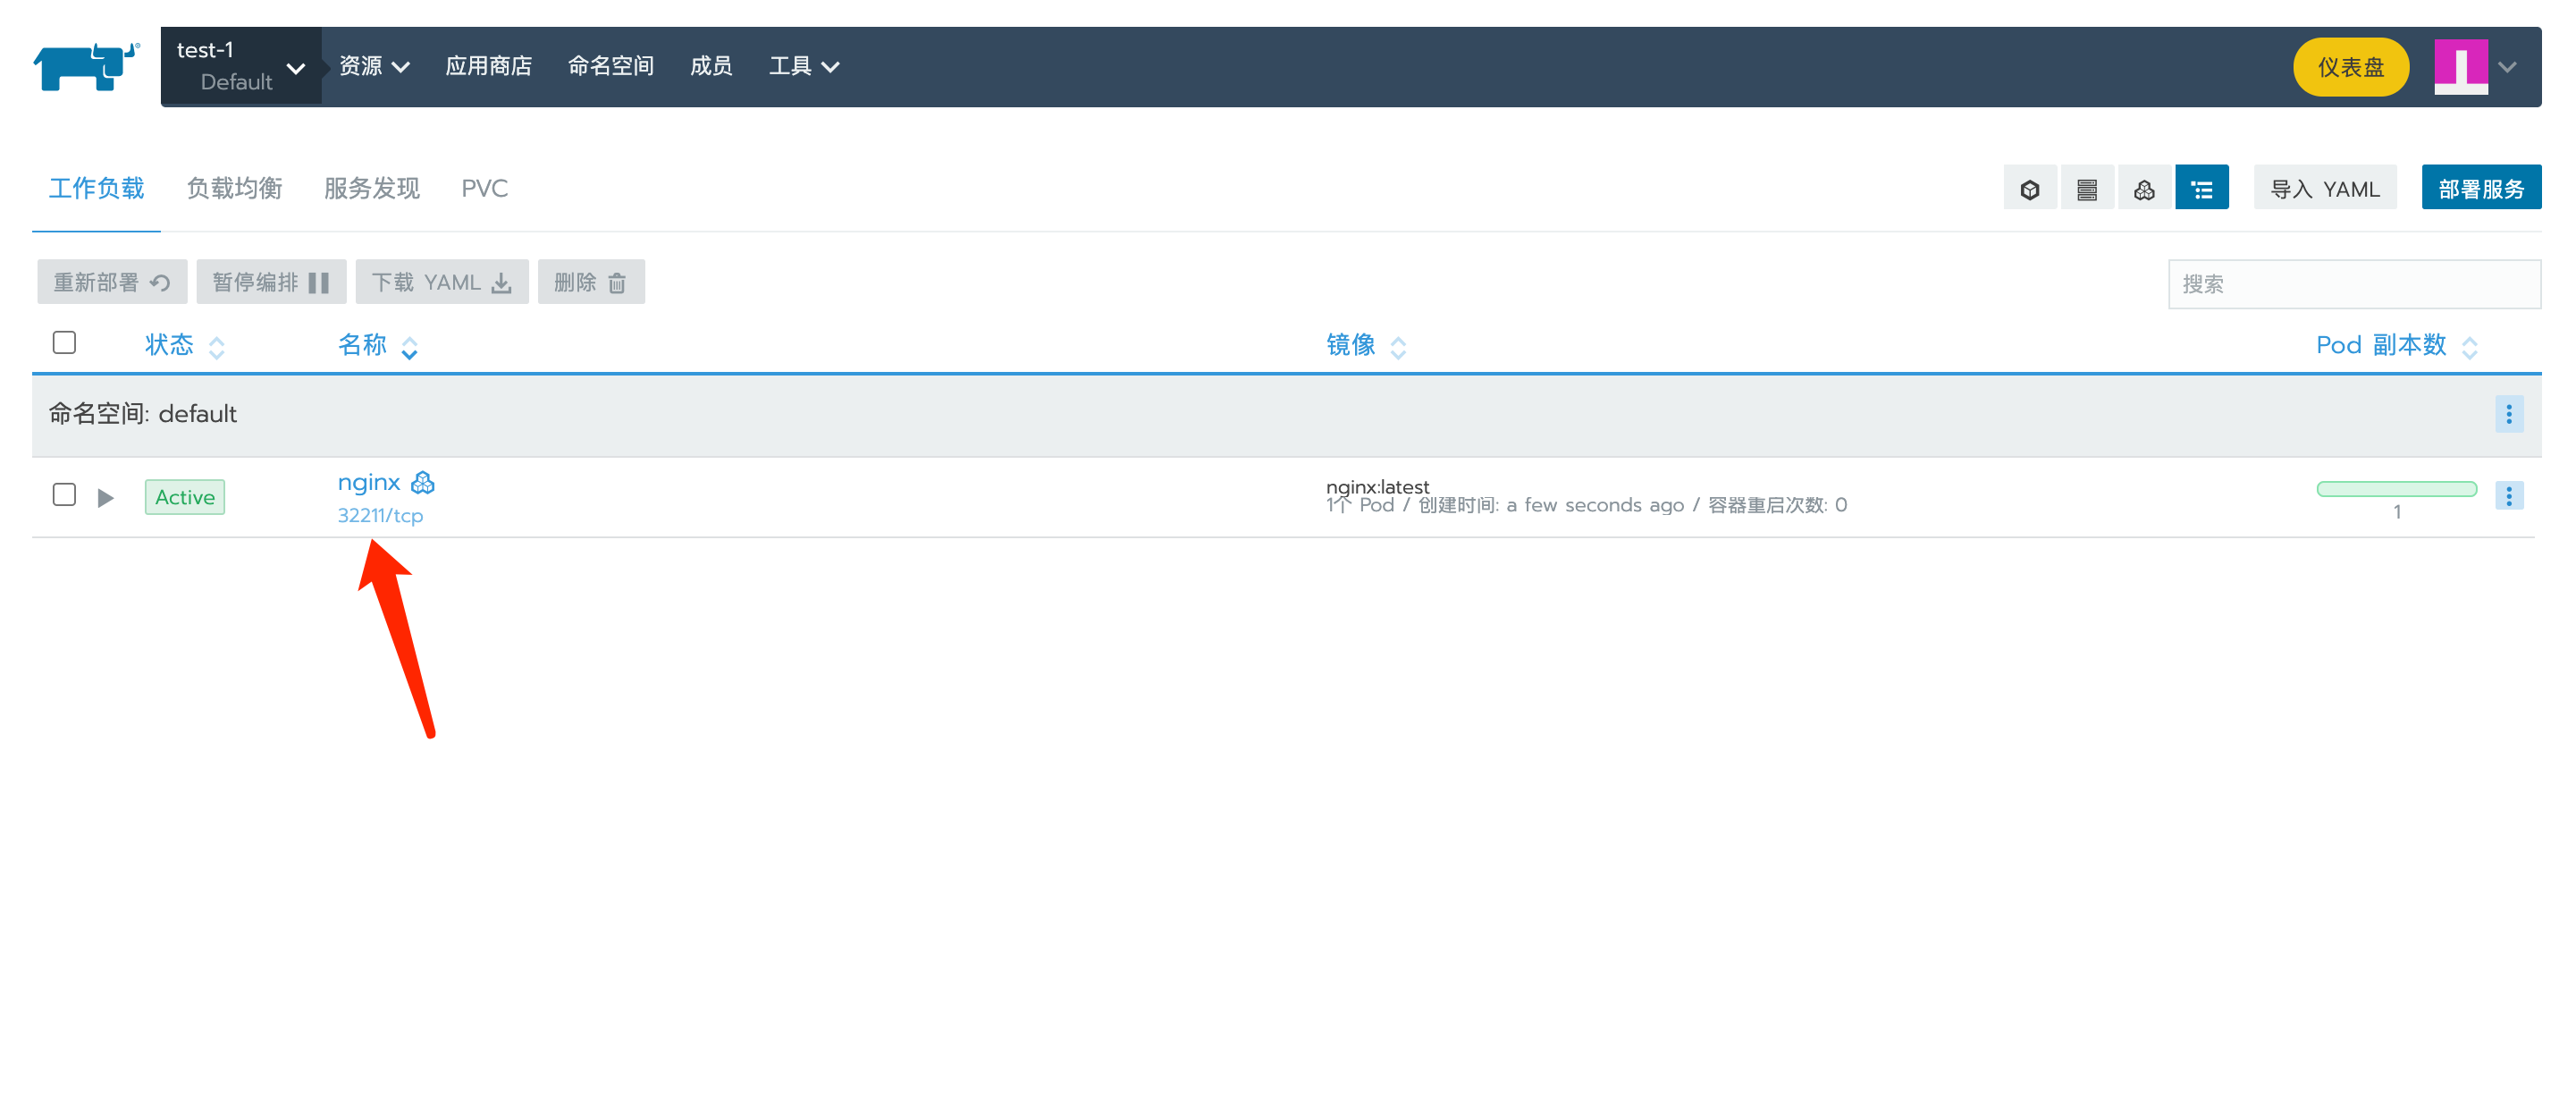 test-1
Default
资源
应用商店
命名空间
成员
工具
仪表盘
工作负载
负载均衡
服务发现
PVC
导入 YAML
部署服务
重新部署
暂停编排
下载 YAML
删除
搜索
状态
名称
镜像
Pod 副本数
命名空间: default
Active
nginx
32211/tcp
nginx:latest
1个 Pod / 创建时间: a few seconds ago / 容器重启次数: 0
1